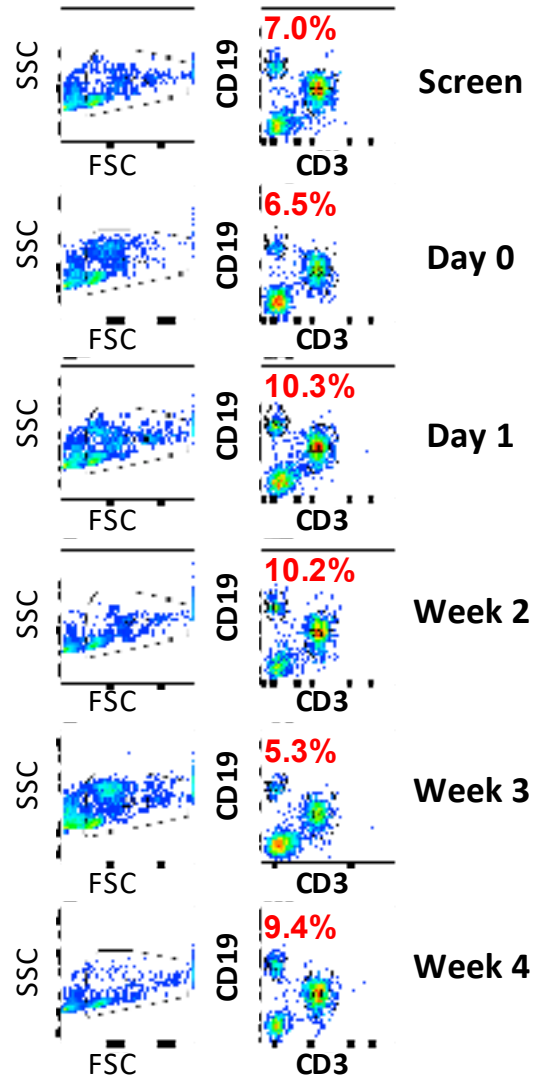 SSC
CD19
7.0%
Screen
FSC
CD3
SSC
CD19
6.5%
Day 0
FSC
CD3
SSC
CD19
10.3%
Day 1
FSC
CD3
SSC
CD19
10.2%
Week 2
FSC
CD3
SSC
CD19
5.3%
Week 3
FSC
CD3
SSC
CD19
9.4%
Week 4
FSC
CD3